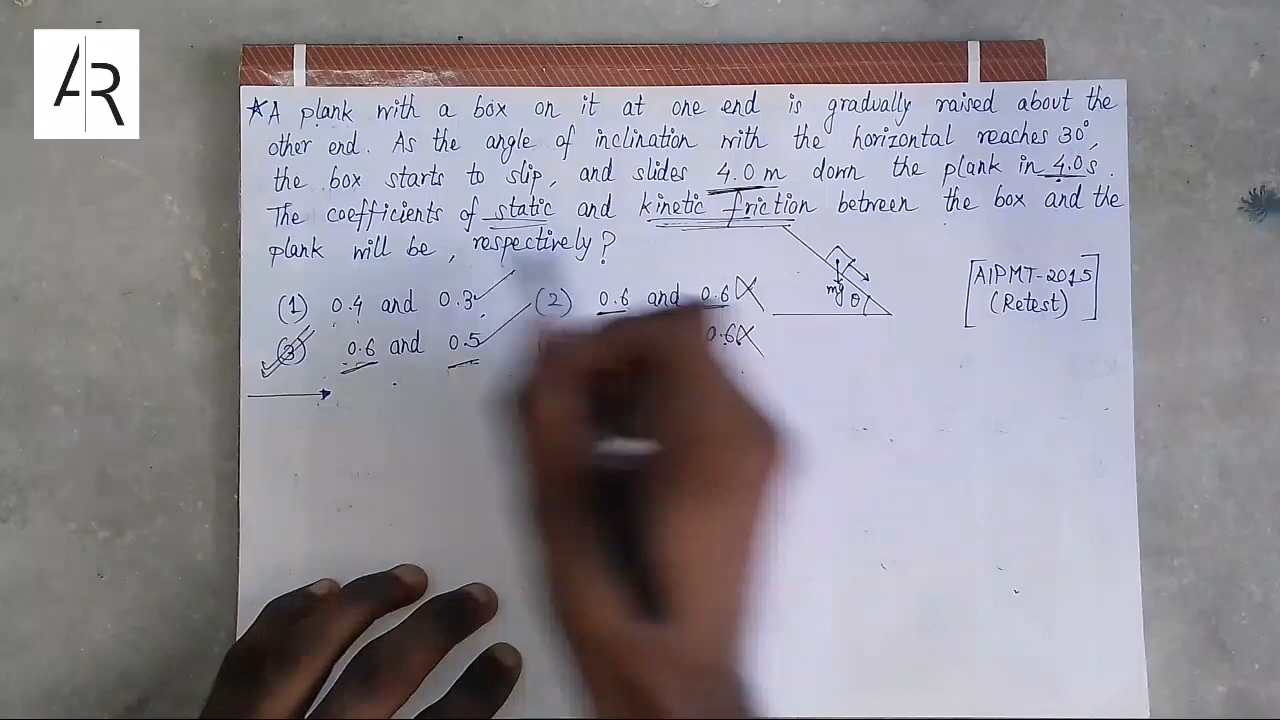 AR
*A plank with a box on it at one end is gradually raised about the
other end. As the angle of inclination with the horizontal reaches 30°,
the box starts to slip, and slides 4.0 m down the plank in 4.0s.
The coefficients of static and kinetic friction between the box and the
plank will be, respectively?
(1) 0.4 and 0.3 (2) 0.6 and 0.6
(3) 0.6 and 0.5 0.6
mg θ
[AIPMT-2015
(Retest)]